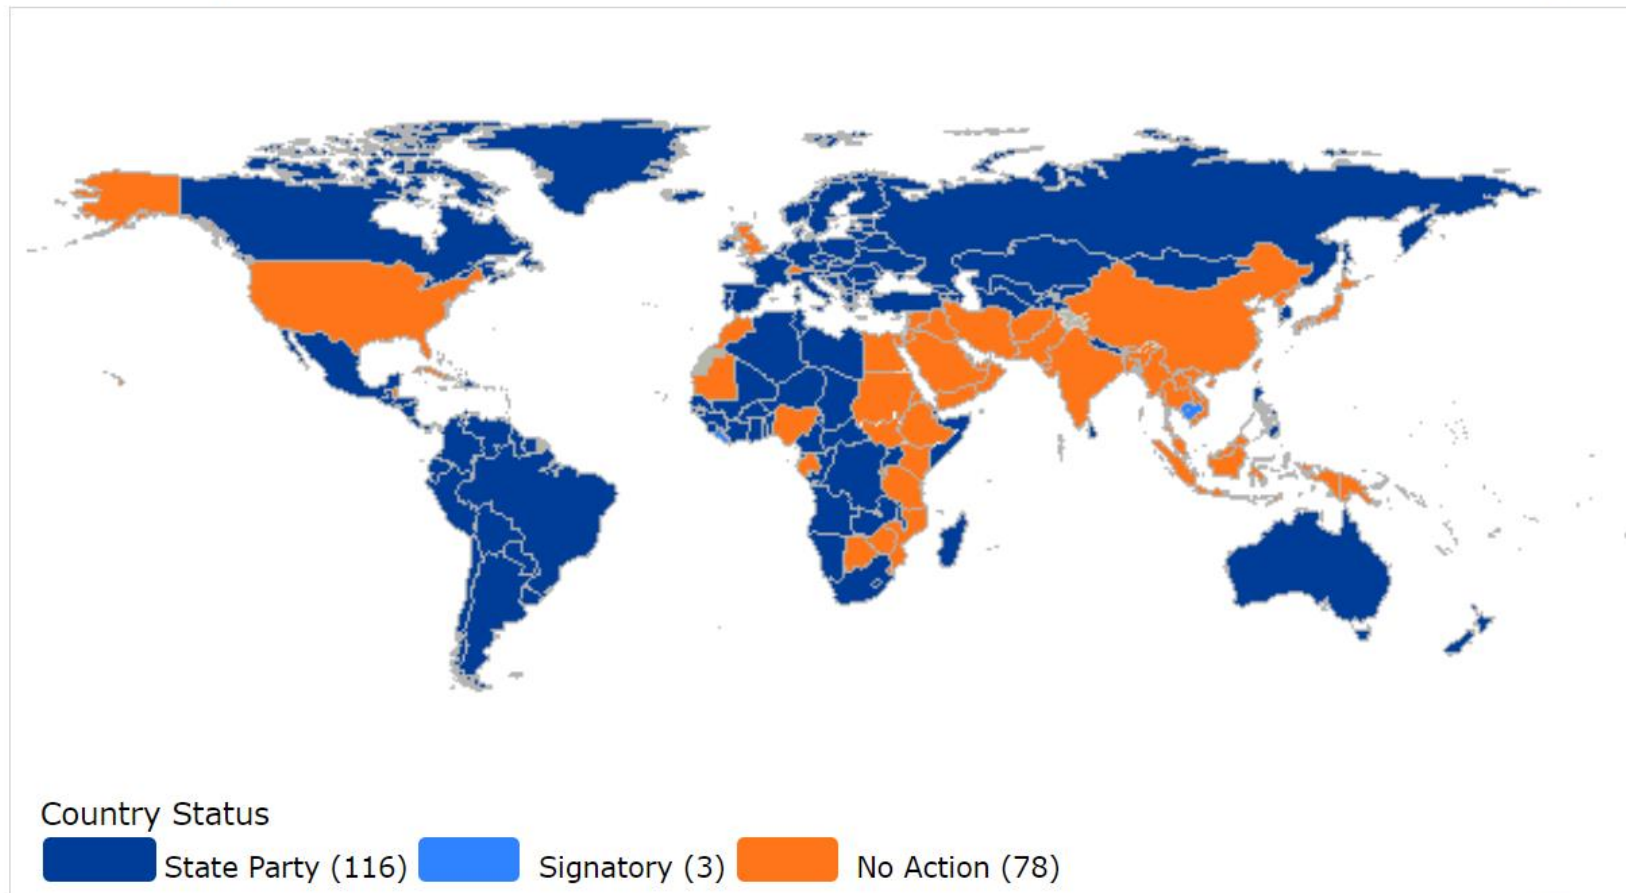 Country Status
State Party (116) Signatory (3) No Action (78)